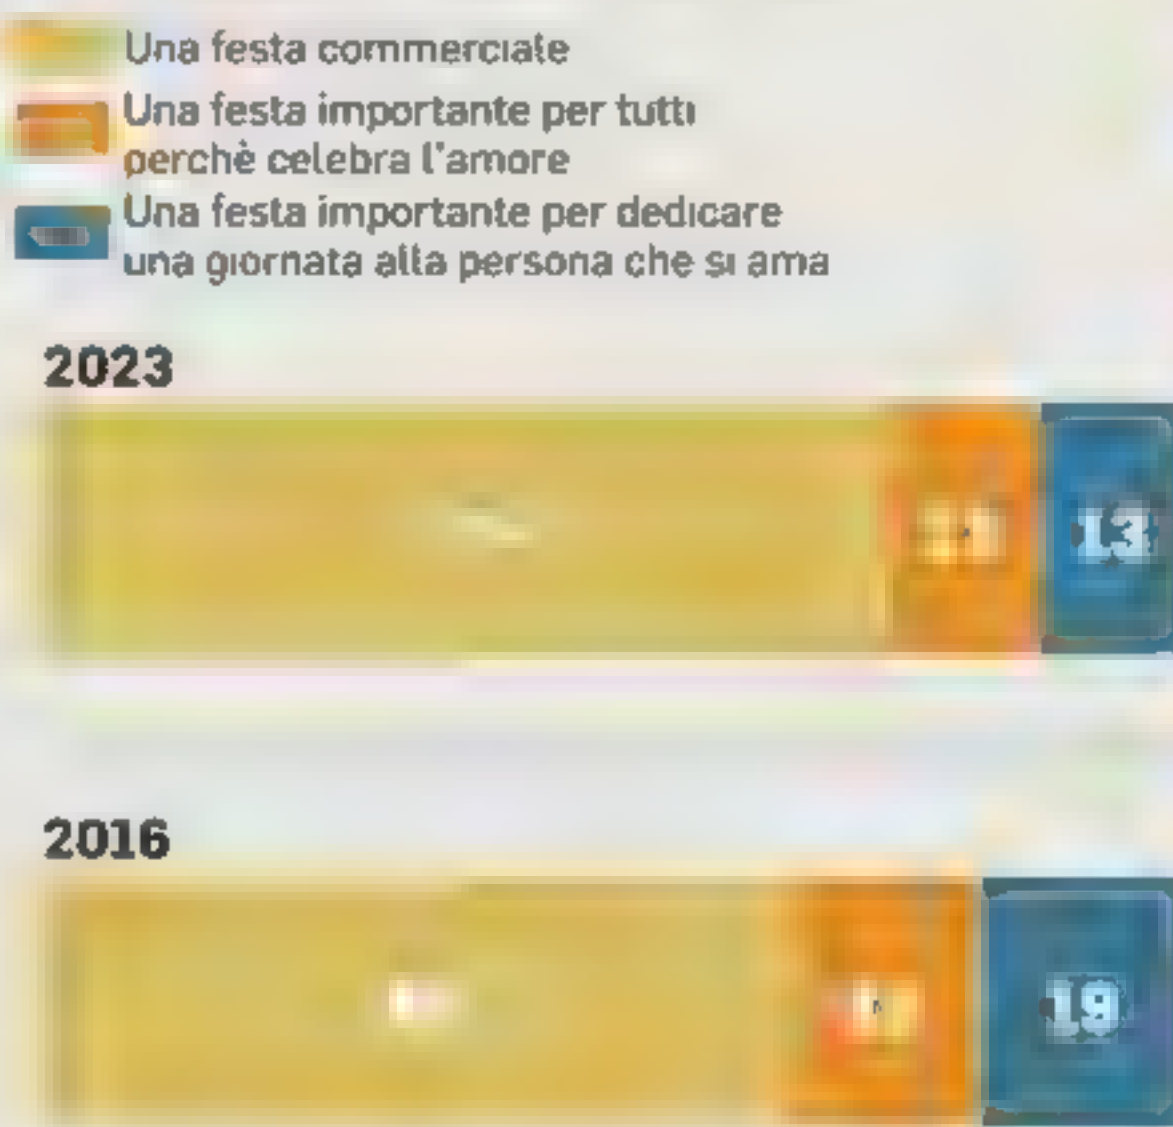 Una festa commerciale
Una festa importante per tutti
perchè celebra l'amore
Una festa importante per dedicare
una giornata alla persona che si ama
2023
13
2016
19